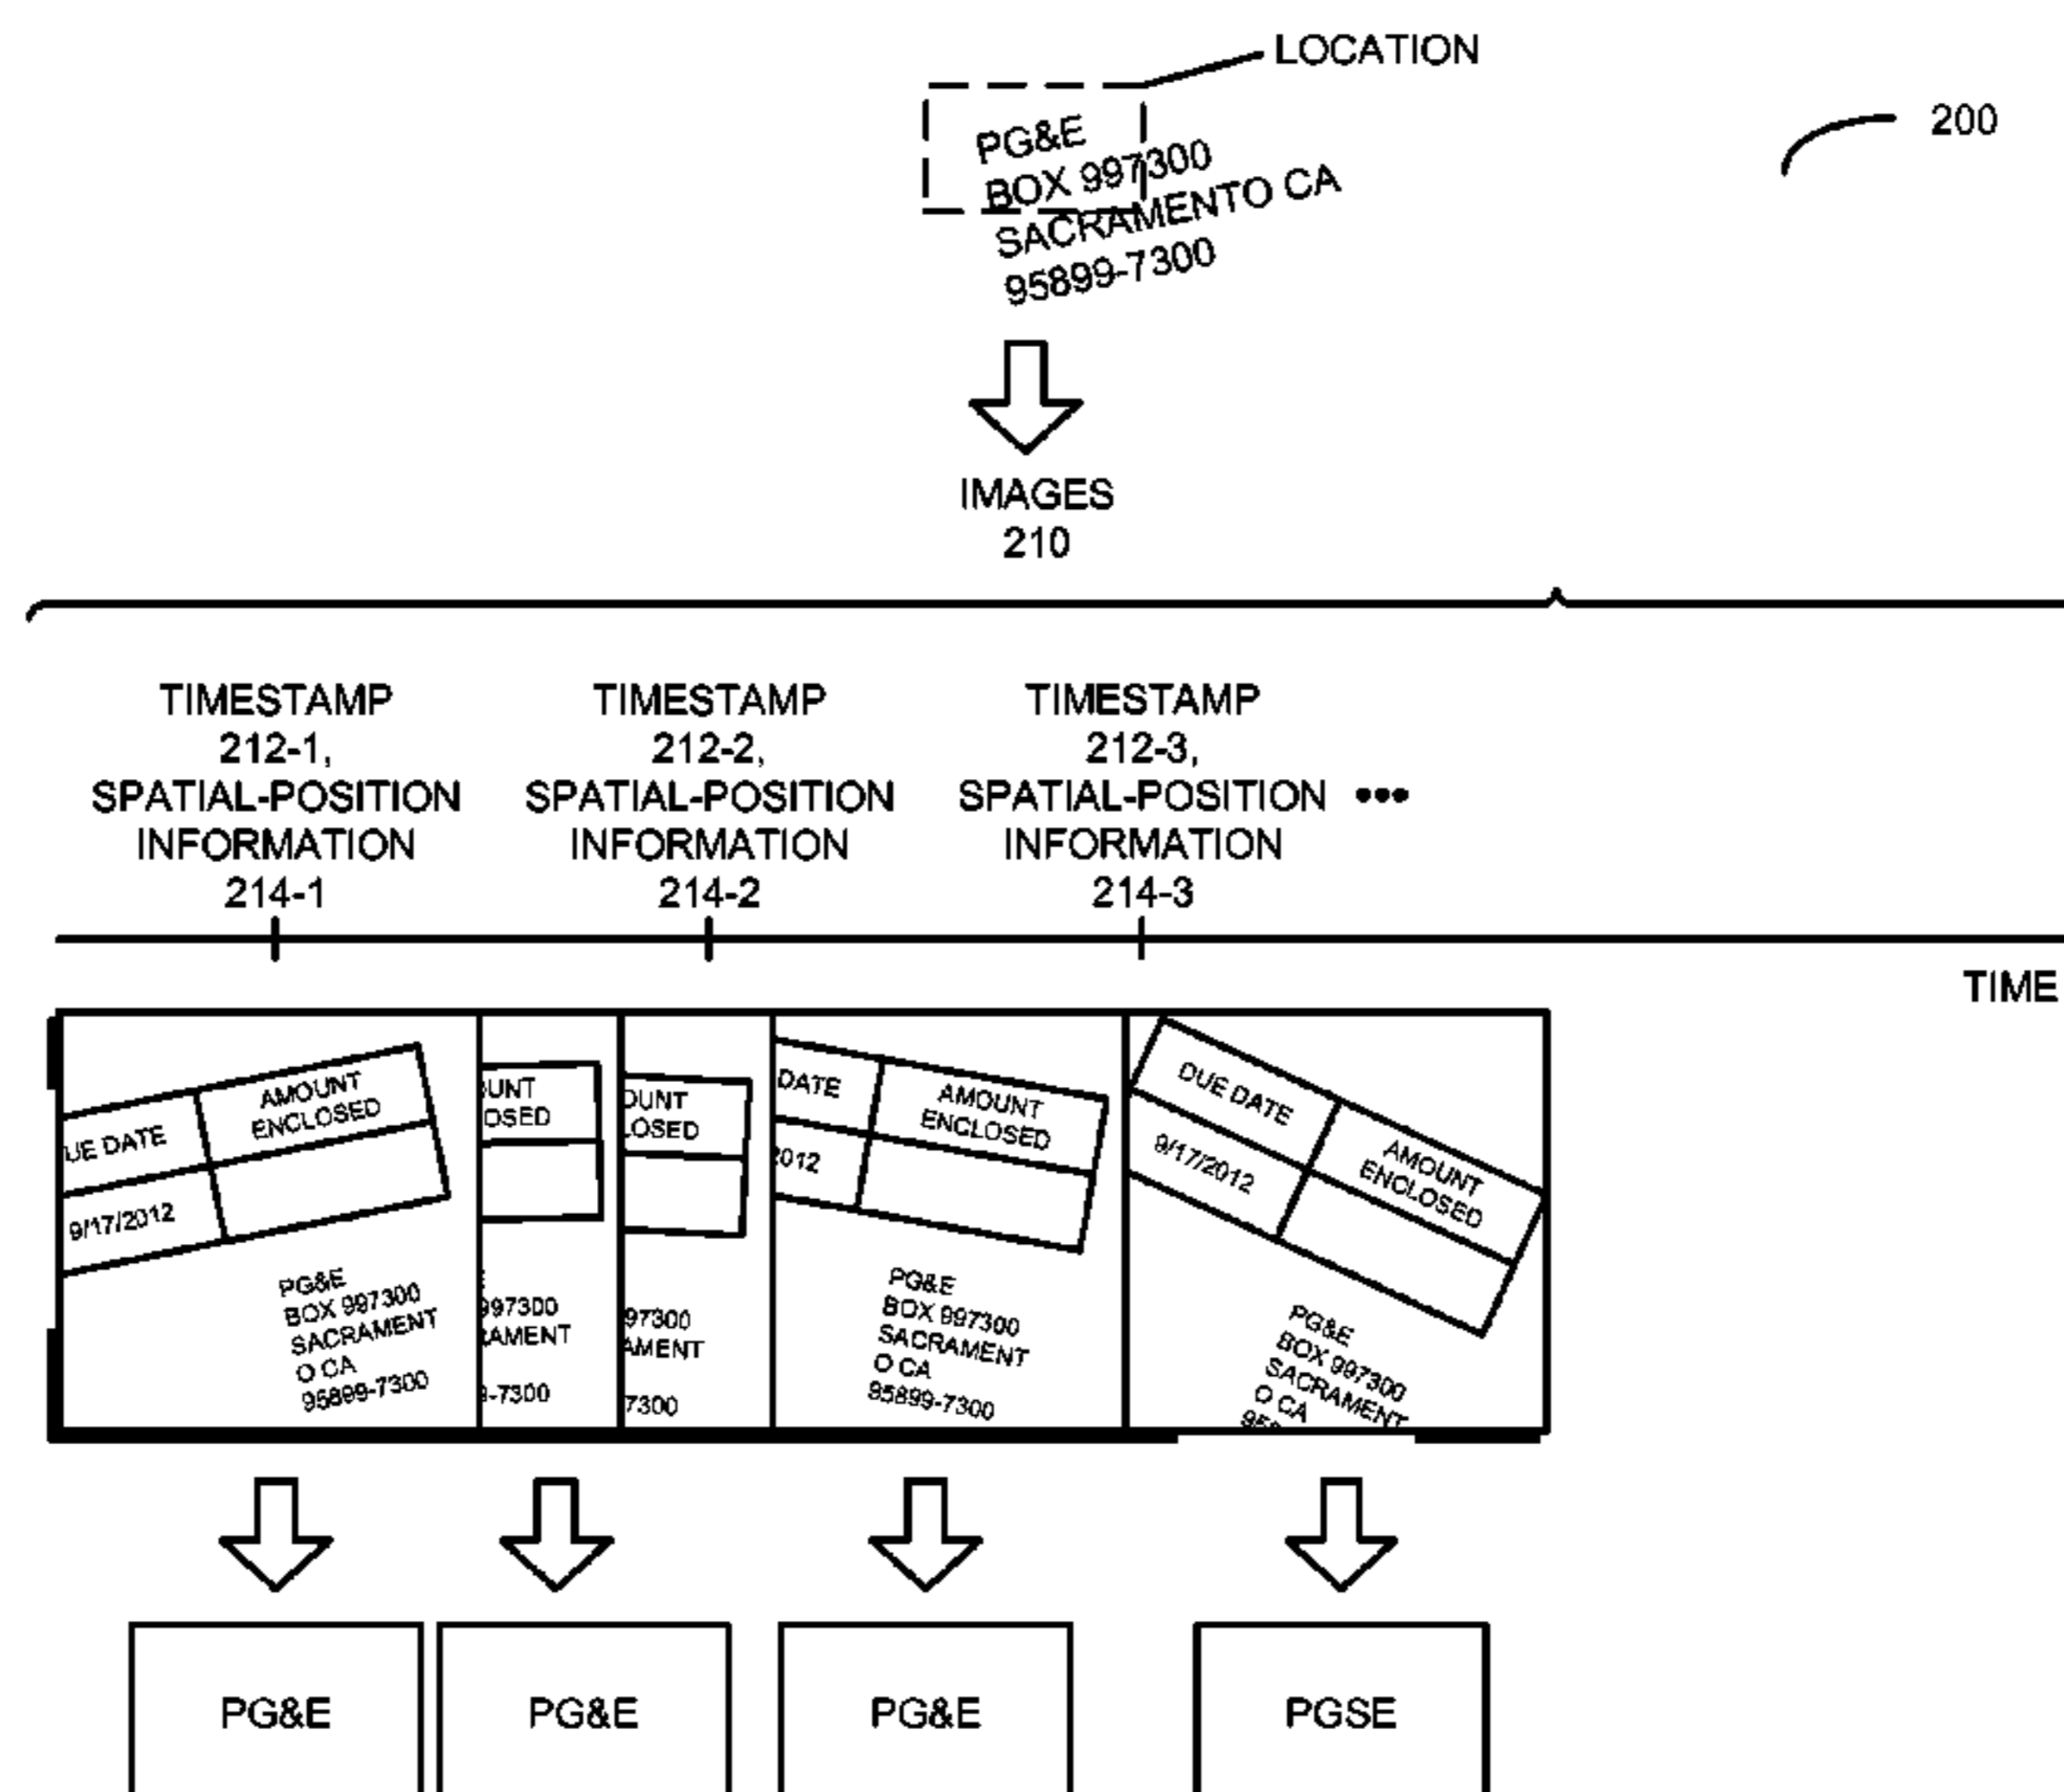 LOCATION
200
PG&E
BOX 997300
SACRAMENTO CA
95899-7300
IMAGES
210
TIMESTAMP
212-1,
SPATIAL-POSITION
INFORMATION
214-1
TIMESTAMP
212-2,
SPATIAL-POSITION
INFORMATION
214-2
TIMESTAMP
212-3,
SPATIAL-POSITION •••
INFORMATION
214-3
TIME
UE DATE
AMOUNT
ENCLOSED
9/17/2012
PG&E
BOX 997300
SACRAMENT
O CA
95899-7300
UNT
OSED
997300
AMENT
-7300
OUNT
LOSED
97300
AMENT
7300
DATE
AMOUNT
ENCLOSED
2012
PG&E
BOX 997300
SACRAMENT
O CA
95899-7300
DUE DATE
AMOUNT
ENCLOSED
9/17/2012
PG&E
BOX 997300
SACRAMENT
O CA
PG&E
PG&E
PG&E
PGSE